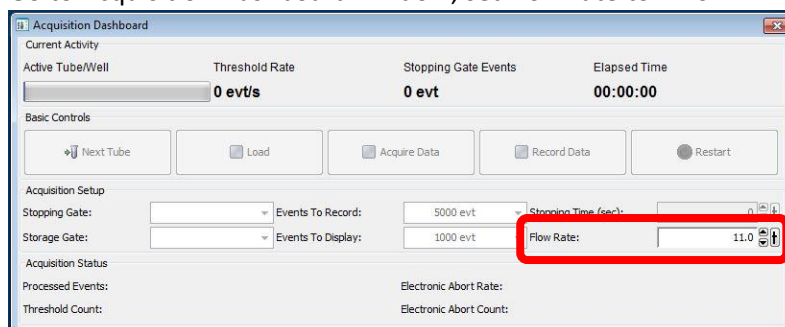 Acquisition Dashboard
Current Activity
Active Tube/Well Threshold Rate Stopping Gate Events Elapsed Time
0 evt/s 0 evt 00:00:00
Basic Controls
Next Tube Load Acquire Data Record Data Restart
Acquisition Setup
Stopping Gate: Events To Record: 5000 evt Stopping Time (sec): 0
Storage Gate: Events To Display: 1000 evt Flow Rate: 11.0
Acquisition Status
Processed Events: Electronic Abort Rate:
Threshold Count: Electronic Abort Count: